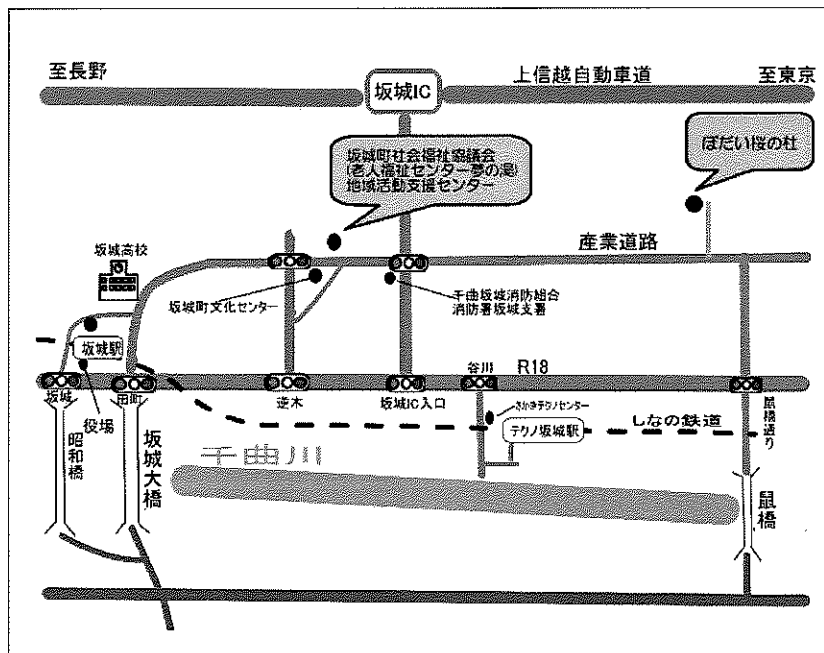 至長野
坂城IC
上信越自動車道
至東京
坂城町社会福祉協議会
(老人福祉センター夢の湯)
地域活動支援センター
ぼだい桜の杜
産業道路
坂城高校
坂城町文化センター
千曲坂城消防組合
消防署坂城支署
坂城駅
谷川
R18
坂城
田町
逆木
坂城IC入口
鼠橋通り
役場
さかきテクノセンター
テクノ坂城駅
しなの鉄道
昭和橋
坂城大橋
千曲川
鼠橋